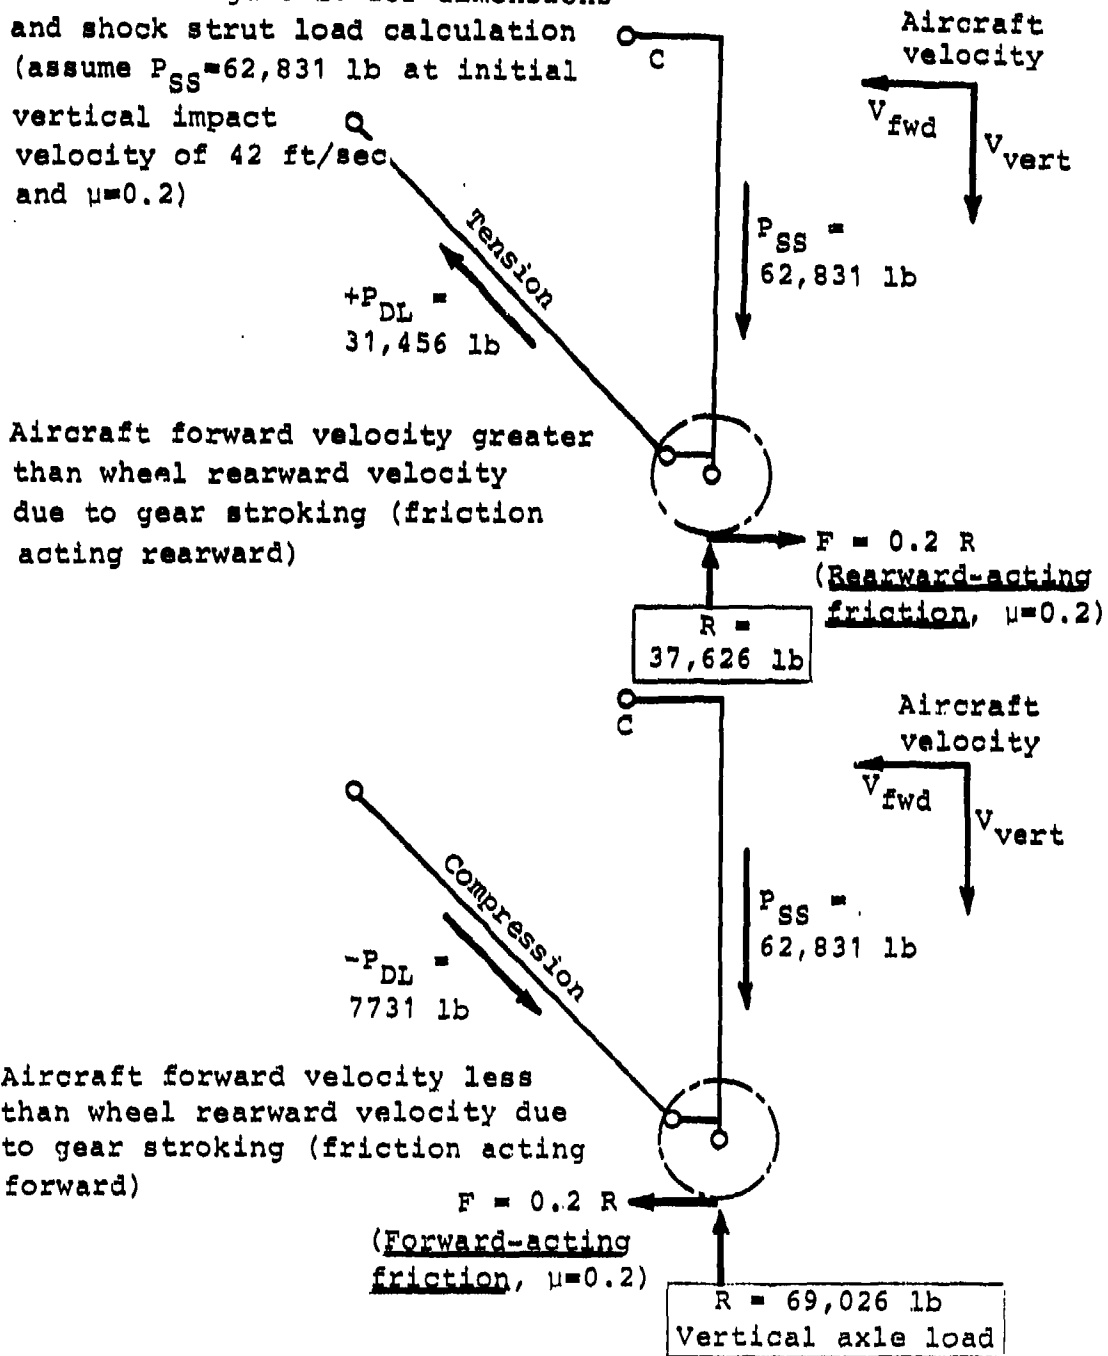 and shock strut load calculation
(assume P_SS=62,831 lb at initial
vertical impact
velocity of 42 ft/sec
and μ=0.2)
C
Aircraft
velocity
V_fwd
V_vert
Tension
P_SS =
62,831 lb
+P_DL =
31,456 lb
Aircraft forward velocity greater
than wheel rearward velocity
due to gear stroking (friction
acting rearward)
F = 0.2 R
(Rearward-acting
friction, μ=0.2)
R =
37,626 lb
C
Aircraft
velocity
V_fwd
V_vert
Compression
P_SS =
62,831 lb
-P_DL =
7731 lb
Aircraft forward velocity less
than wheel rearward velocity due
to gear stroking (friction acting
forward)
F = 0.2 R
(Forward-acting
friction, μ=0.2)
R = 69,026 lb
Vertical axle load